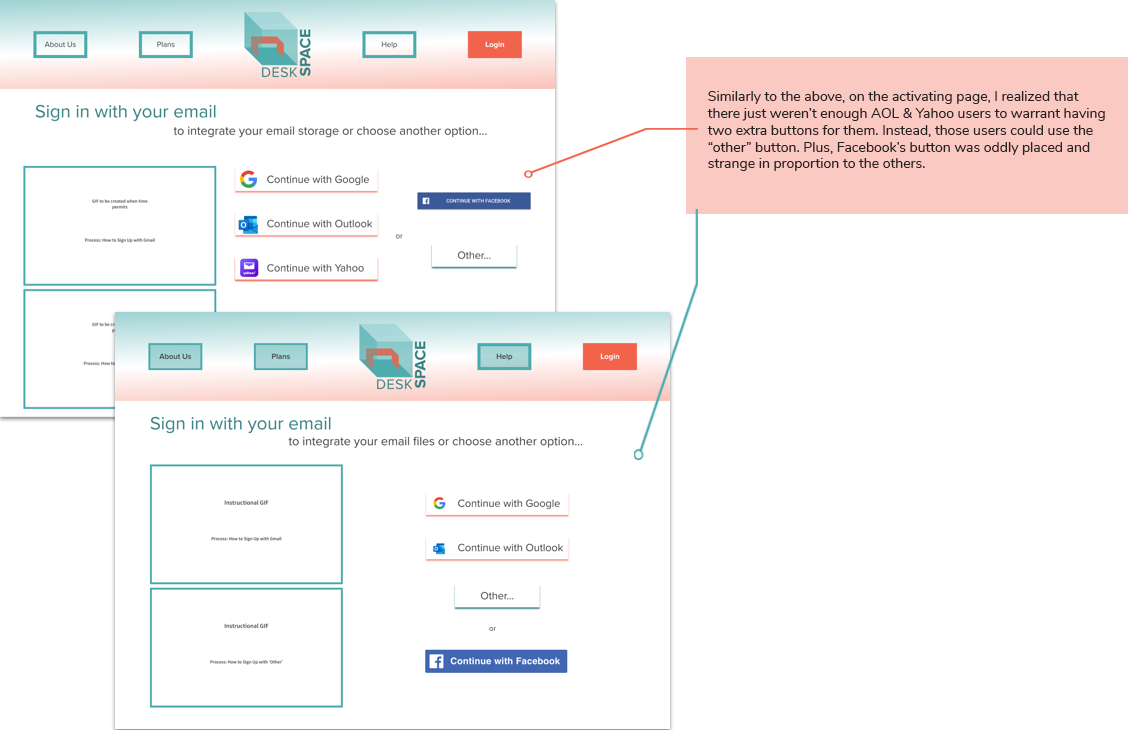 About Us
Plans
DESK SPACE
Help
Login
Sign in with your email
to integrate your email storage or choose another option...
GIF to be created when time
permits
Process: How to Sign Up with Gmail
Continue with Google
Continue with Outlook
yahoo!
Continue with Yahoo
or
CONTINUE WITH FACEBOOK
Other...
GIF to be
Process: How to
Similarly to the above, on the activating page, I realized that
there just weren't enough AOL & Yahoo users to warrant having
two extra buttons for them. Instead, those users could use the
"other" button. Plus, Facebook's button was oddly placed and
strange in proportion to the others.
About Us
Plans
DESK SPACE
Help
Login
Sign in with your email
to integrate your email files or choose another option...
Instructional GIF
Process: How to Sign Up with Gmail
Instructional GIF
Process: How to Sign Up with 'Other'
Continue with Google
Continue with Outlook
Other...
or
Continue with Facebook